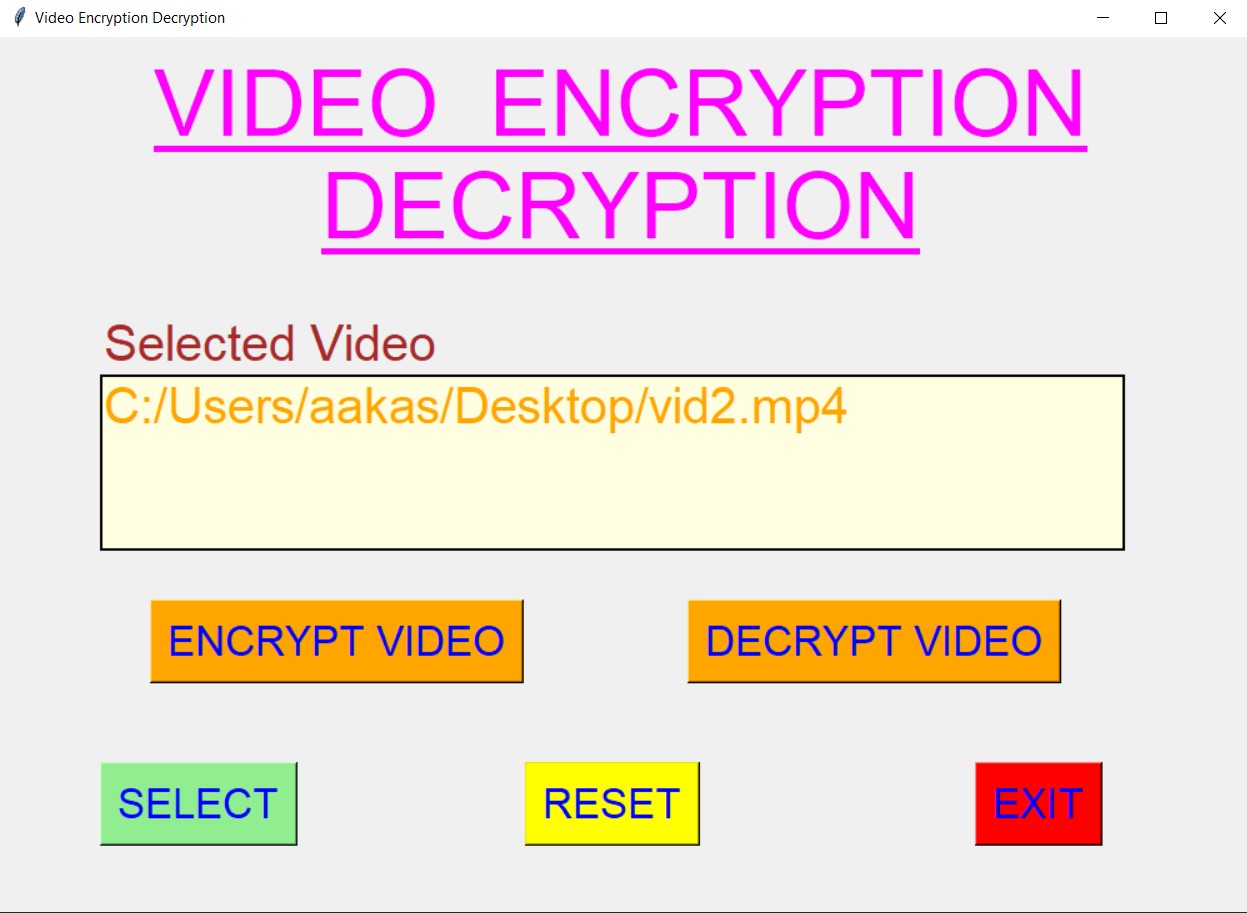 Video Encryption Decryption
VIDEO ENCRYPTION
DECRYPTION
Selected Video
C:/Users/aakas/Desktop/vid2.mp4
ENCRYPT VIDEO
DECRYPT VIDEO
SELECT
RESET
EXIT